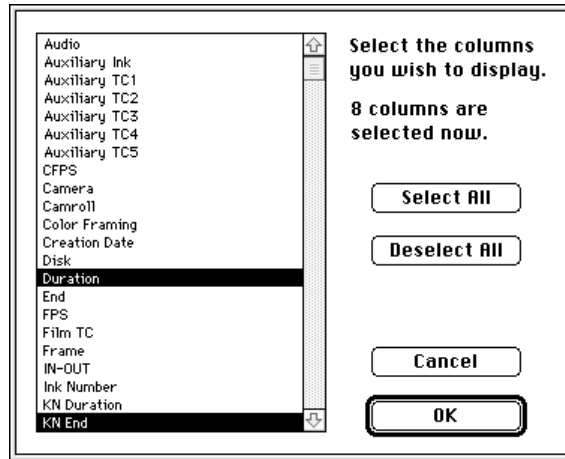 Audio
Auxiliary Ink
Auxiliary TC1
Auxiliary TC2
Auxiliary TC3
Auxiliary TC4
Auxiliary TC5
CFPS
Camera
Camroll
Color Framing
Creation Date
Disk
Duration
End
FPS
Film TC
Frame
IN-OUT
Ink Number
KN Duration
KN End
Select the columns
you wish to display.
8 columns are
selected now.
Select All
Deselect All
Cancel
OK